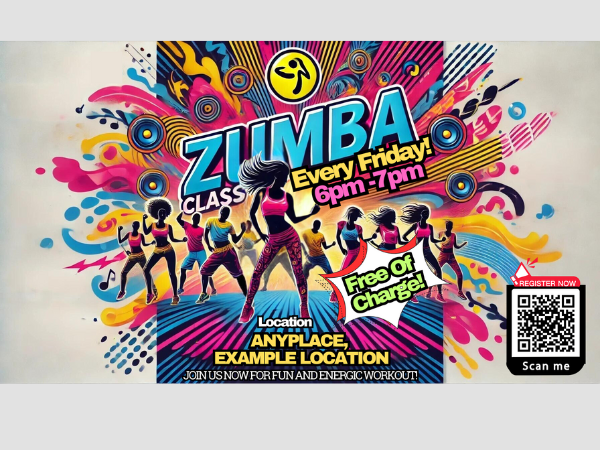 ZUMBA
CLASS
Every Friday!
6pm -7pm
Free Of
Charge!
Location
ANYPLACE,
EXAMPLE LOCATION
JOIN US NOW FOR FUN AND ENERGIC WORKOUT!
REGISTER NOW
Scan me